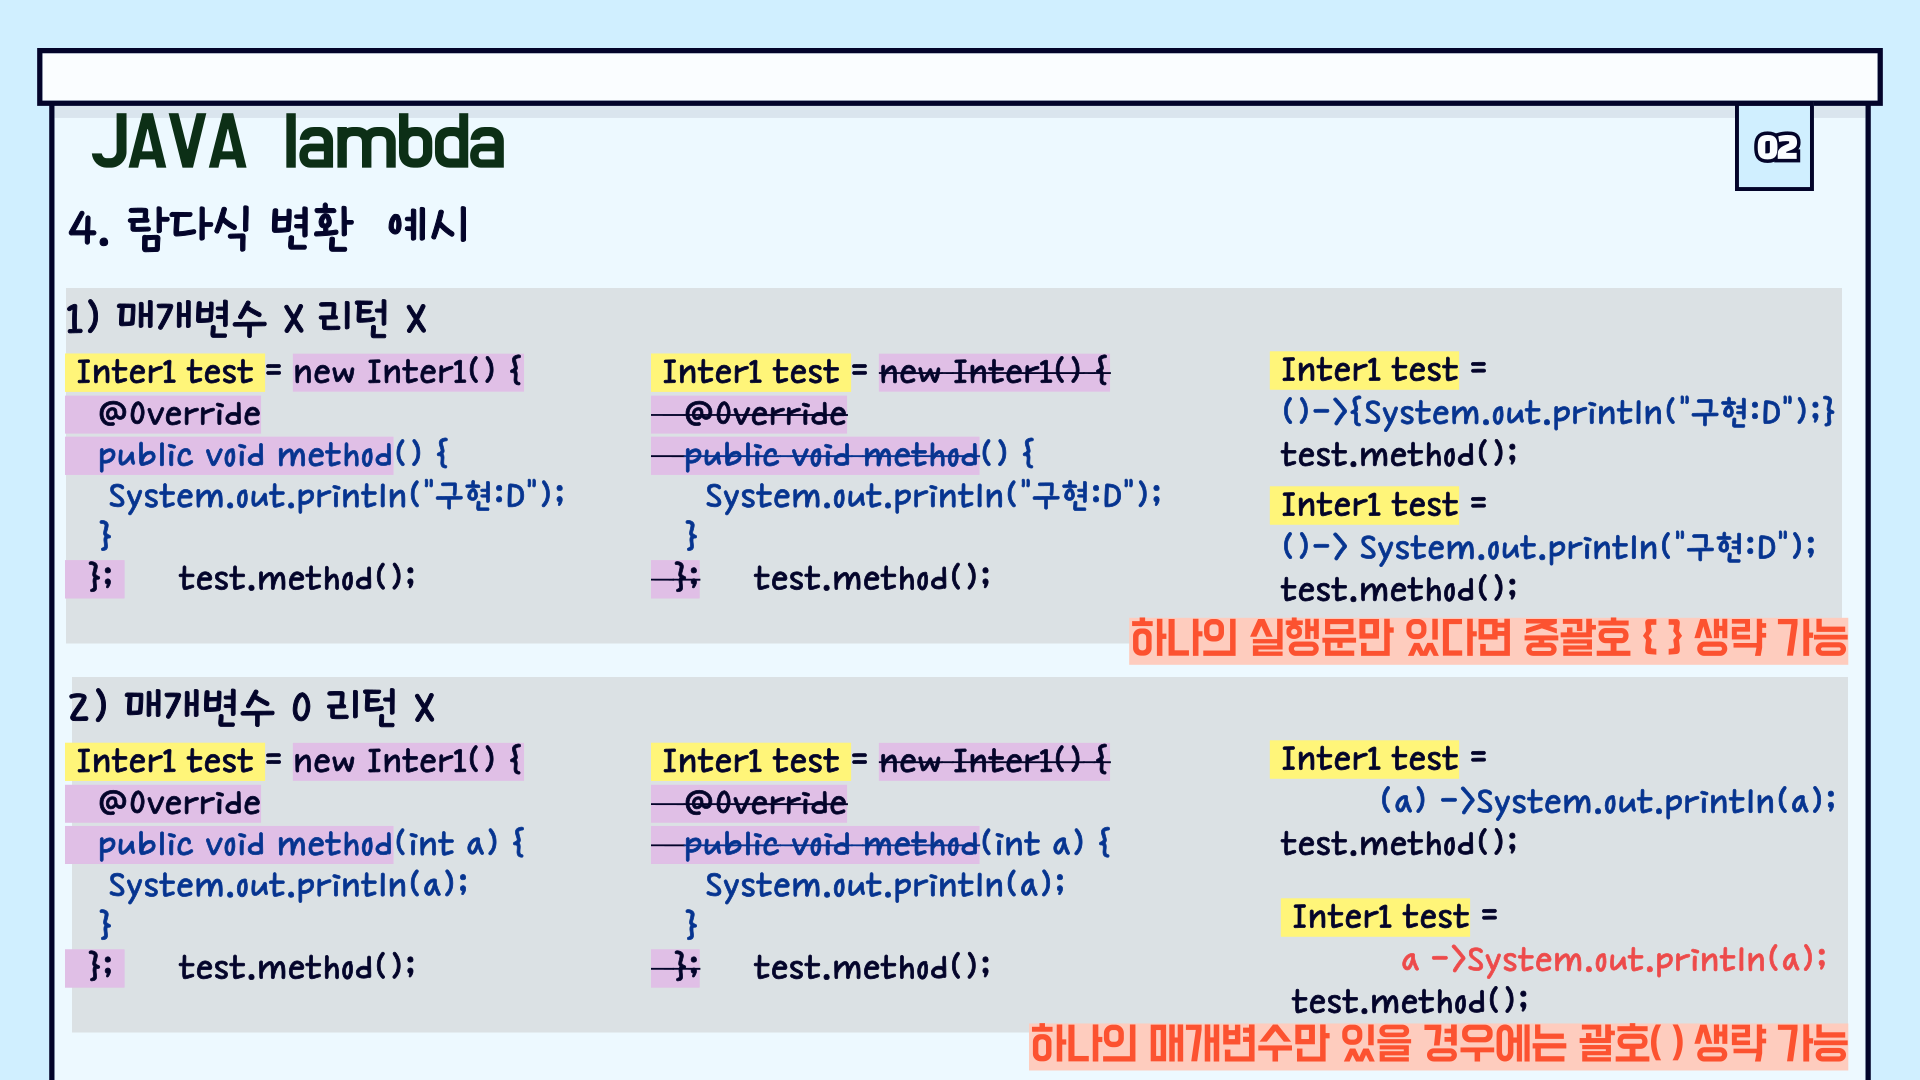 JAVA lambda
02
4. 람다식 변환 예시
1) 매개변수 X 리턴 X
Inter1 test = new Inter1() {
@Override
public void method() {
System.out.println("구현:D");
}
}; test.method();
Inter1 test = new Inter1() {
@Override
public void method() {
System.out.println("구현:D");
}
}; test.method();
Inter1 test =
()->{System.out.println("구현:D");}
test.method();
Inter1 test =
()-> System.out.println("구현:D");
test.method();
하나의 실행문만 있다면 중괄호 { } 생략 가능
2) 매개변수 O 리턴 X
Inter1 test = new Inter1() {
@Override
public void method(int a) {
System.out.println(a);
}
}; test.method();
Inter1 test = new Inter1() {
@Override
public void method(int a) {
System.out.println(a);
}
}; test.method();
Inter1 test =
(a) ->System.out.println(a);
test.method();
Inter1 test =
a ->System.out.println(a);
test.method();
하나의 매개변수만 있을 경우에는 괄호( ) 생략 가능